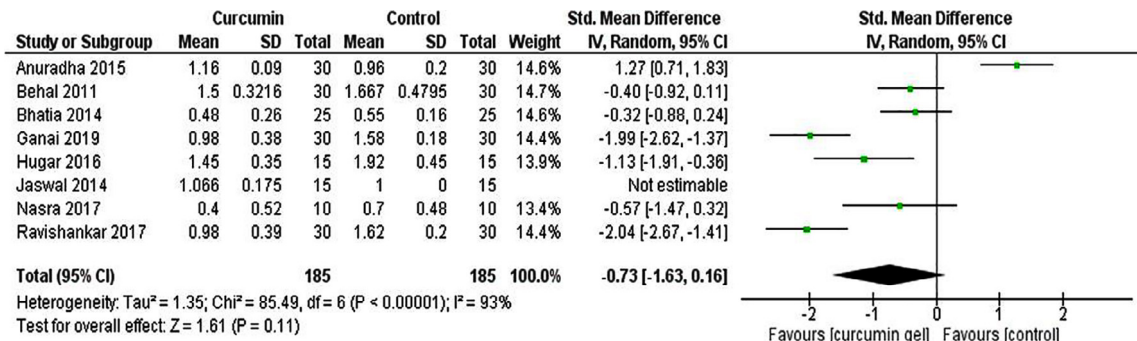 Curcumin Control Std. Mean Difference Std. Mean Difference
Study or Subgroup Mean SD Total Mean SD Total Weight IV, Random, 95% CI IV, Random, 95% CI
Anuradha 2015 1.16 0.09 30 0.96 0.2 30 14.6% 1.27 [0.71, 1.83]
Behal 2011 1.5 0.3216 30 1.667 0.4795 30 14.7% -0.40 [-0.92, 0.11]
Bhatia 2014 0.48 0.26 25 0.55 0.16 25 14.6% -0.32 [-0.88, 0.24]
Ganai 2019 0.98 0.38 30 1.58 0.18 30 14.4% -1.99 [-2.62, -1.37]
Hugar 2016 1.45 0.35 15 1.92 0.45 15 13.9% -1.13 [-1.91, -0.36]
Jaswal 2014 1.066 0.175 15 1 0 15 Not estimable
Nasra 2017 0.4 0.52 10 0.7 0.48 10 13.4% -0.57 [-1.47, 0.32]
Ravishankar 2017 0.98 0.39 30 1.62 0.2 30 14.4% -2.04 [-2.67, -1.41]
Total (95% CI) 185 185 100.0% -0.73 [-1.63, 0.16]
Heterogeneity: Tau² = 1.35; Chi² = 85.49, df = 6 (P < 0.00001); I² = 93%
Test for overall effect: Z = 1.61 (P = 0.11)
-2 -1 0 1 2
Favours [curcumin gel] Favours [control]